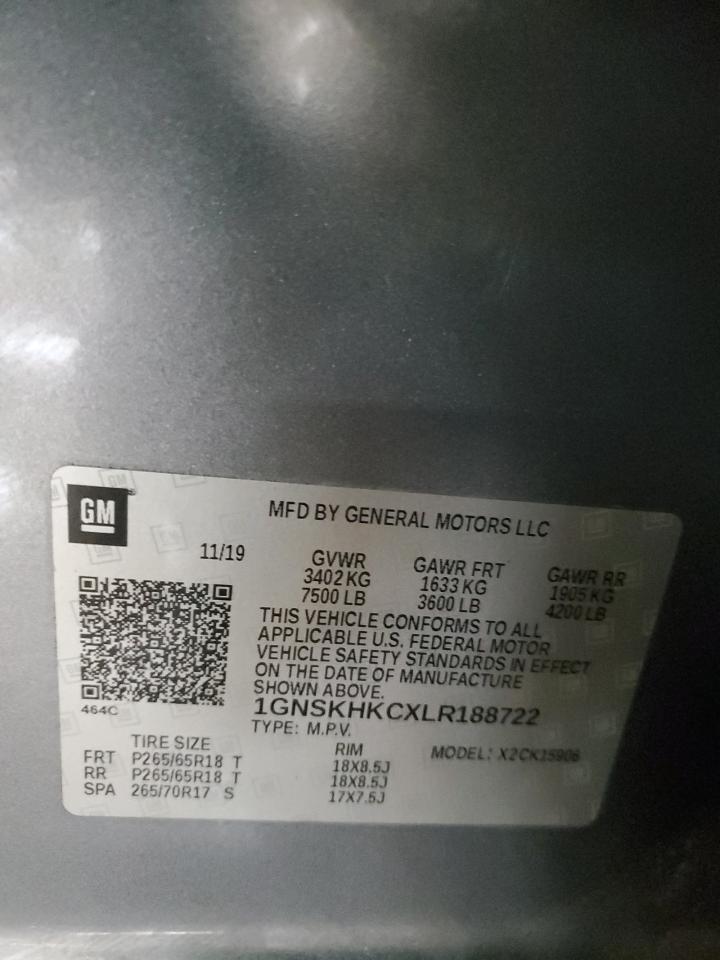 GM
MFD BY GENERAL MOTORS LLC
11/19
GVWR
3402 KG
7500 LB
GAWR FRT
1633 KG
3600 LB
GAWR RR
1905 KG
4200 LB
THIS VEHICLE CONFORMS TO ALL
APPLICABLE U.S. FEDERAL MOTOR
VEHICLE SAFETY STANDARDS IN EFFECT
ON THE DATE OF MANUFACTURE
SHOWN ABOVE.
464C
1GNSKHKCXLR188722
TYPE: M.P.V.
TIRE SIZE
RIM
MODEL: X2CK15906
FRT P265/65R18 T 18X8.5J
RR P265/65R18 T 18X8.5J
SPA 265/70R17 S 17X7.5J